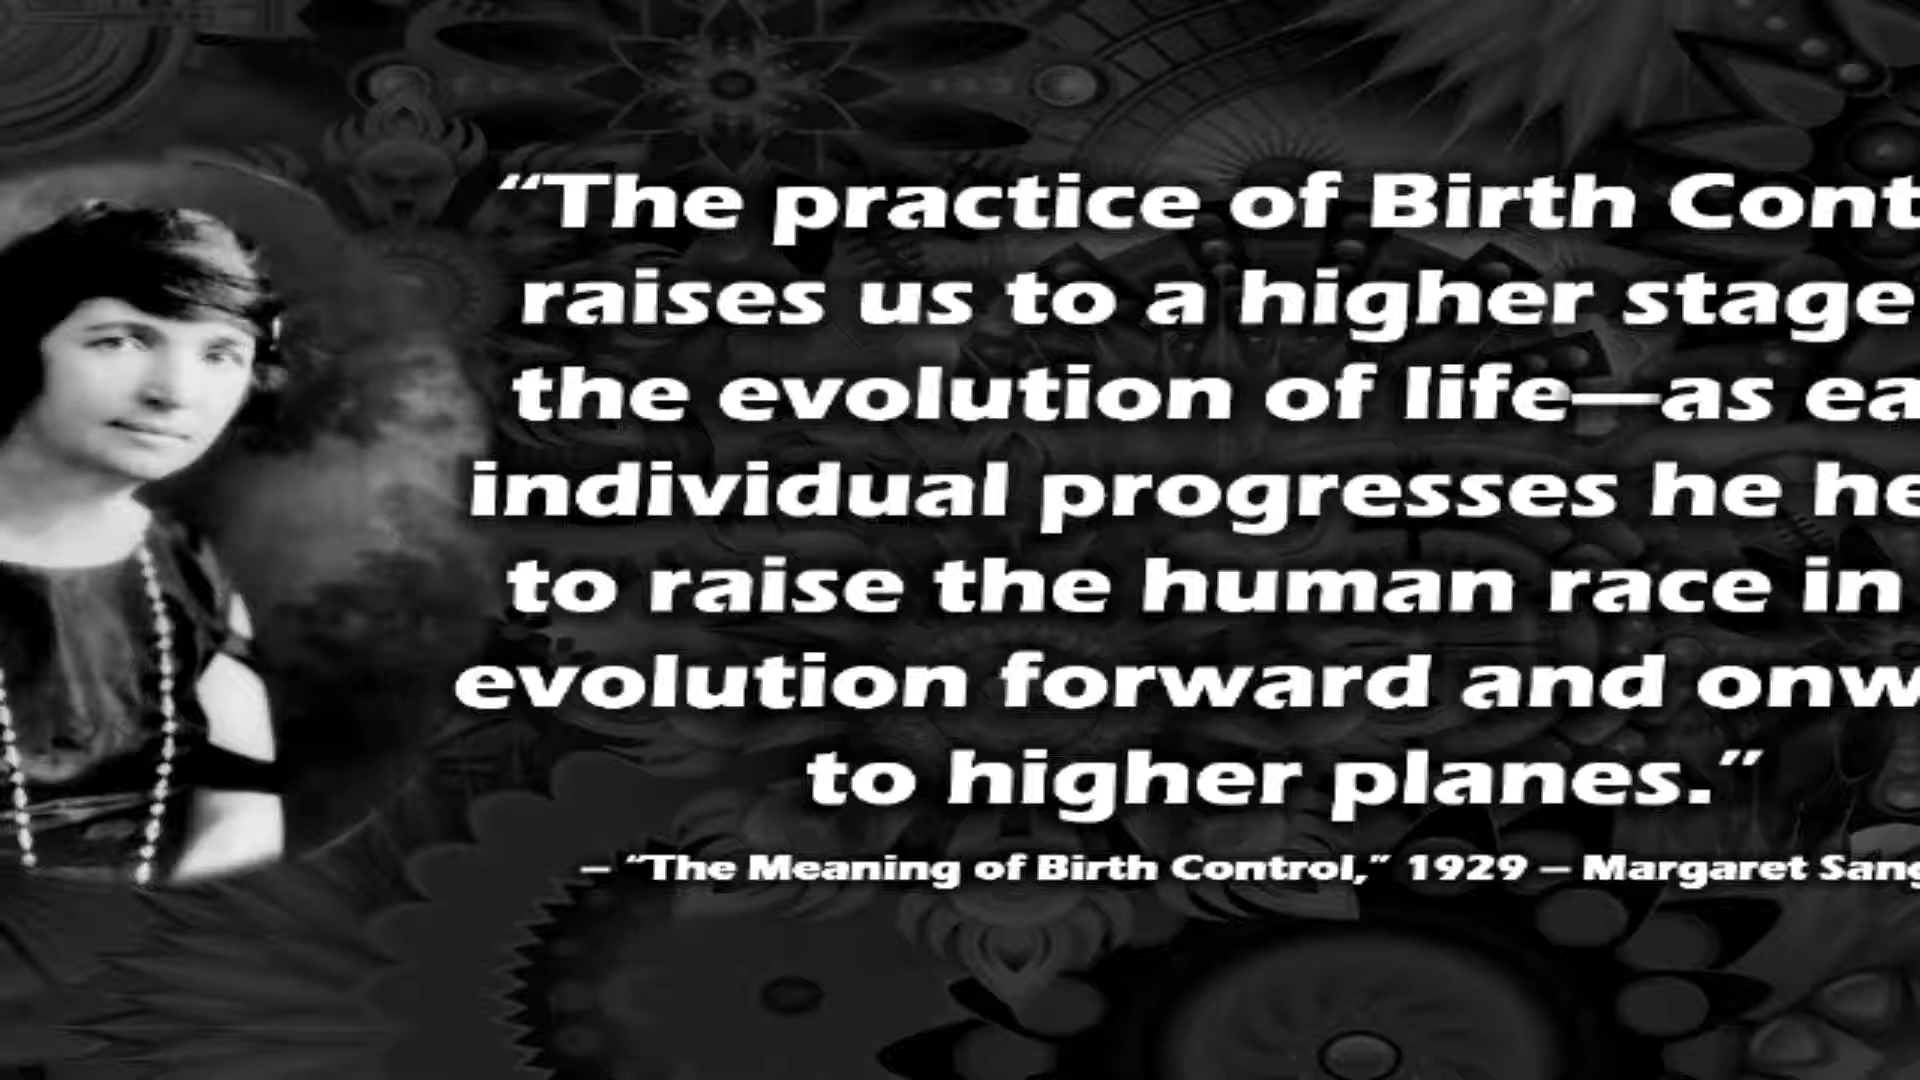 “The practice of Birth Cont
raises us to a higher stage
the evolution of life—as ea
individual progresses he he
to raise the human race in
evolution forward and onw
to higher planes.”
— “The Meaning of Birth Control,” 1929 — Margaret Sang